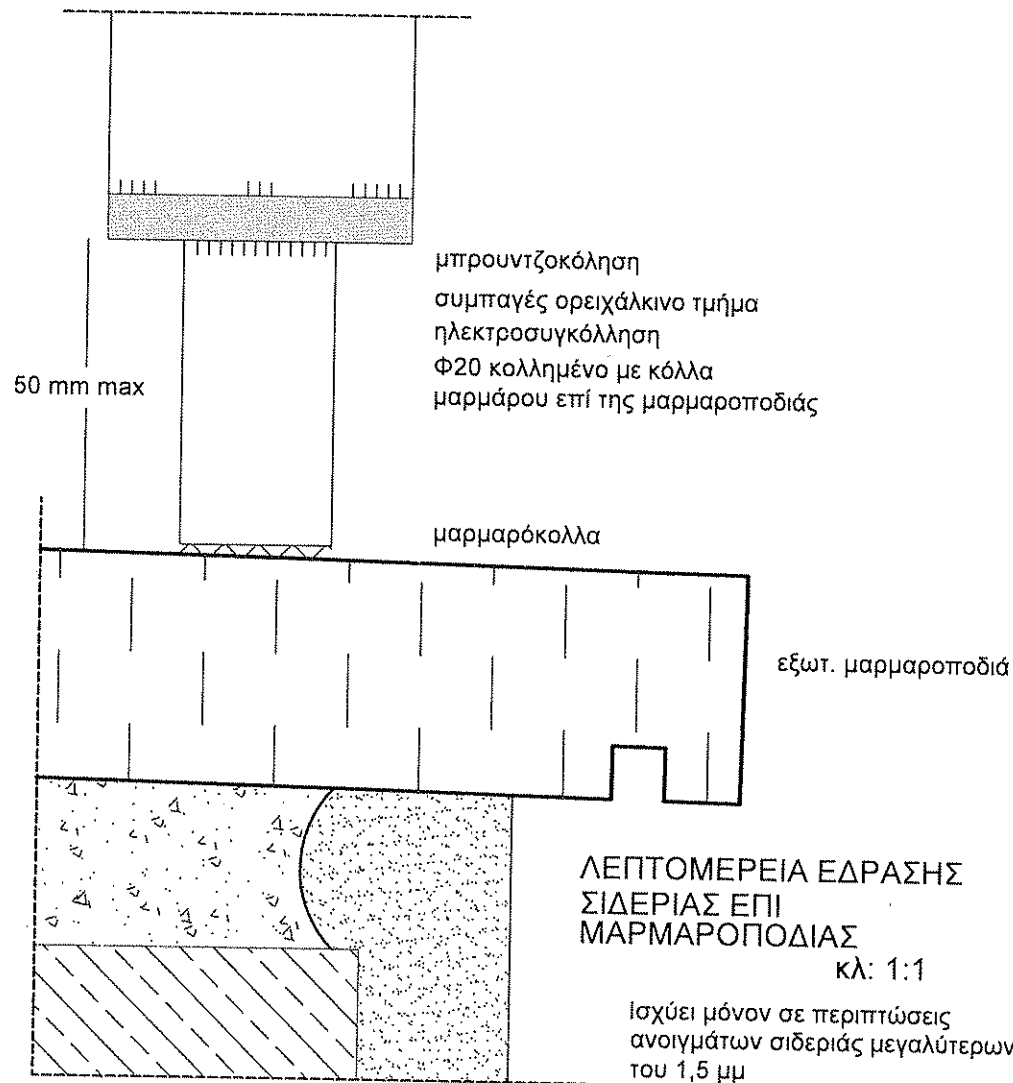 μπρουντζοκόληση
συμπαγές ορειχάλκινο τμήμα
ηλεκτροσυγκόλληση
Φ20 κολλημένο με κόλλα
μαρμάρου επί της μαρμαροποδιάς
50 mm max
μαρμαρόκολλα
εξωτ. μαρμαροποδιά
ΛΕΠΤΟΜΕΡΕΙΑ ΕΔΡΑΣΗΣ
ΣΙΔΕΡΙΑΣ ΕΠΙ
ΜΑΡΜΑΡΟΠΟΔΙΑΣ
κλ: 1:1
Ισχύει μόνον σε περιπτώσεις
ανοιγμάτων σιδεριάς μεγαλύτερων
του 1,5 μμ